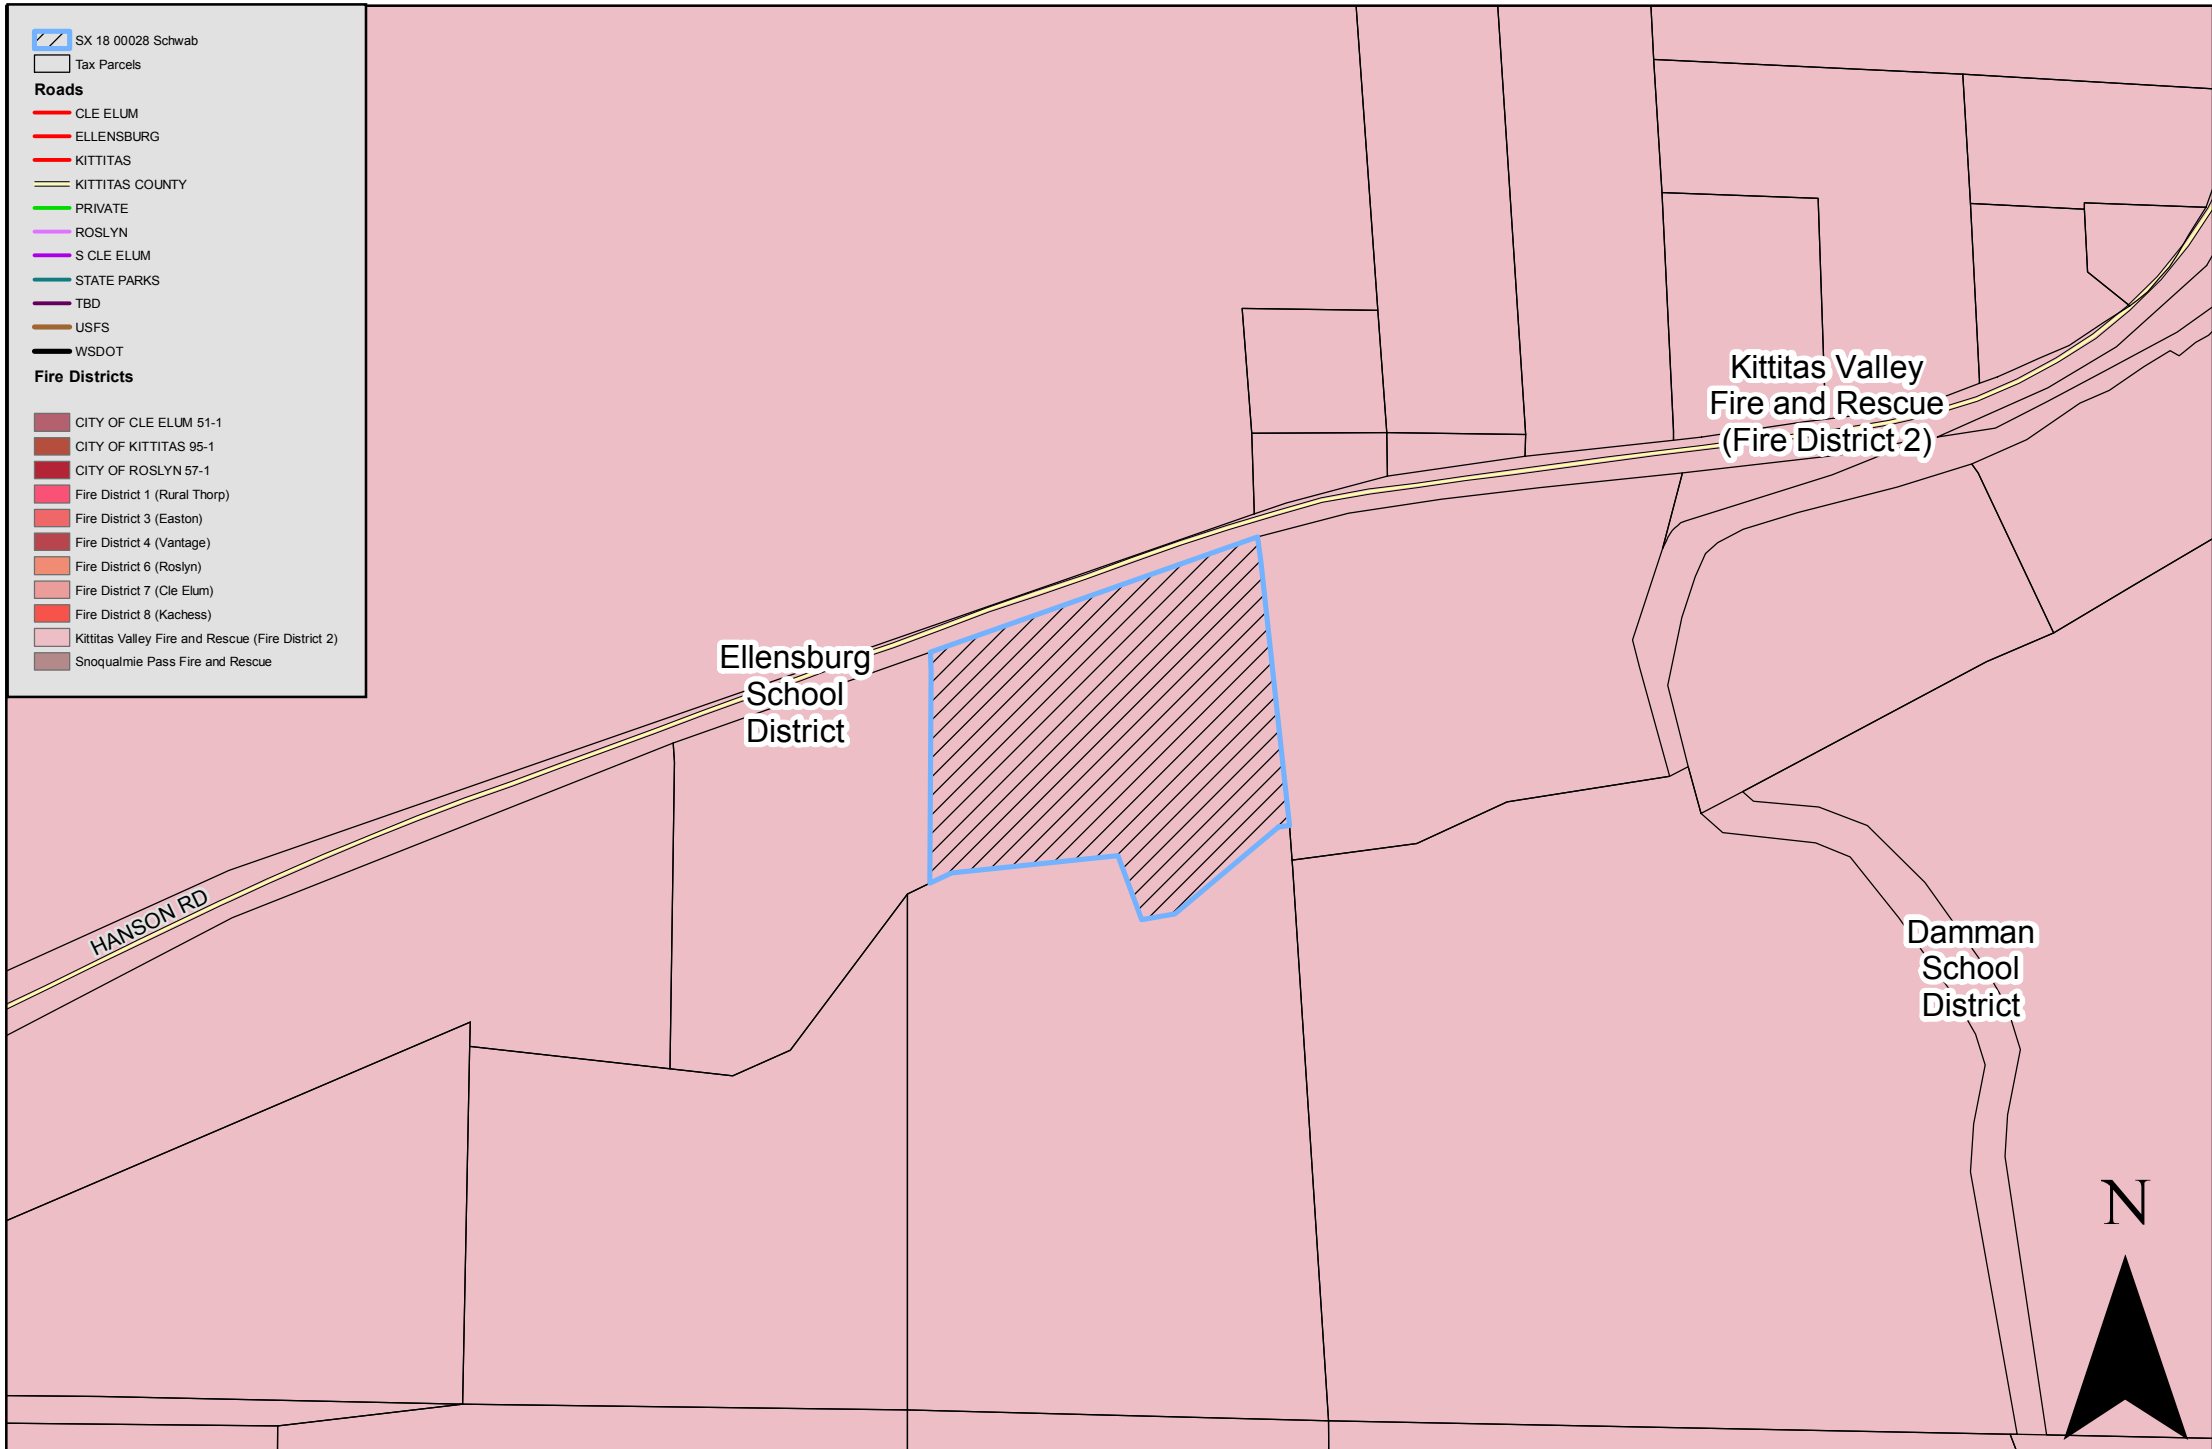 SX 18 00028 Schwab
Tax Parcels
Roads
CLE ELUM
ELLENSBURG
KITTITAS
KITTITAS COUNTY
PRIVATE
ROSLYN
S CLE ELUM
STATE PARKS
TBD
USFS
WSDOT
Fire Districts
CITY OF CLE ELUM 51-1
CITY OF KITTITAS 95-1
CITY OF ROSLYN 57-1
Fire District 1 (Rural Thorp)
Fire District 3 (Easton)
Fire District 4 (Vantage)
Fire District 6 (Roslyn)
Fire District 7 (Cle Elum)
Fire District 8 (Kachess)
Kittitas Valley Fire and Rescue (Fire District 2)
Snoqualmie Pass Fire and Rescue
Kittitas Valley
Fire and Rescue
(Fire District 2)
Ellensburg
School
District
HANSON RD
Damman
School
District
N